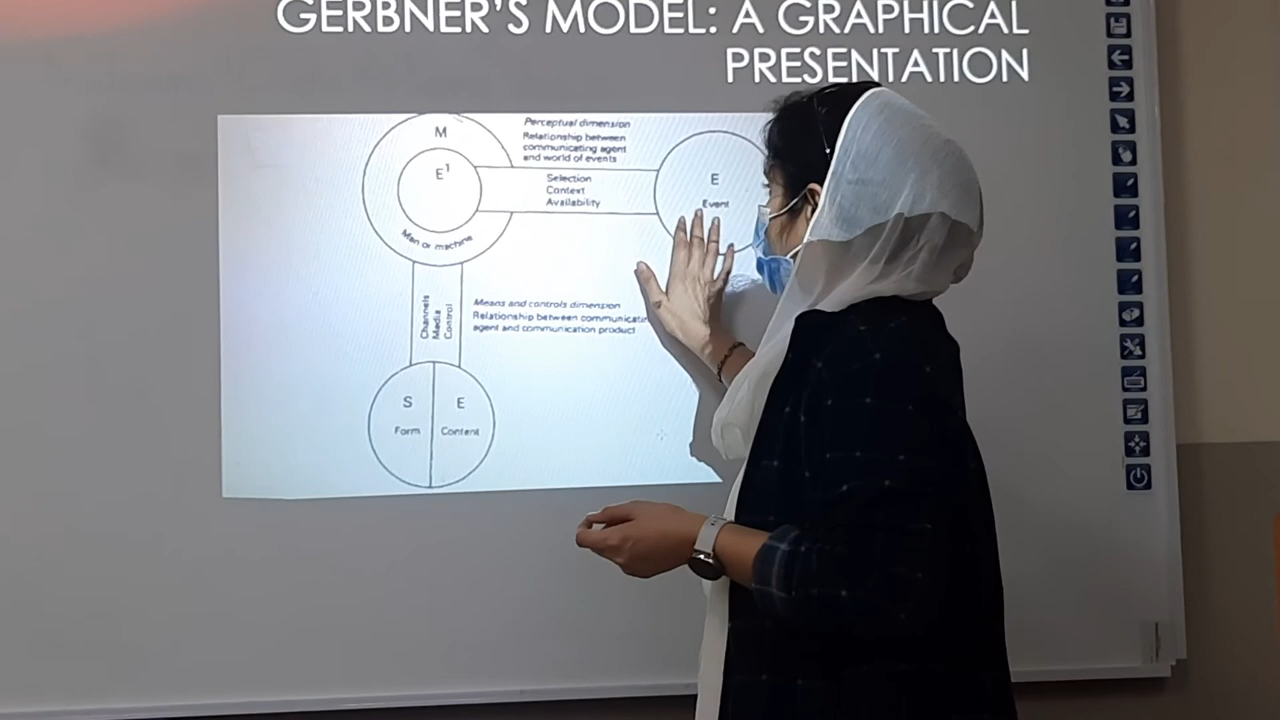 GERBNER'S MODEL: A GRAPHICAL
PRESENTATION
M
E¹
Man or machine
Perceptual dimension
Relationship between
communicating agent
and world of events
Selection
Context
Availability
E
Event
Channels
Media
Control
Means and controls dimension
Relationship between
agent and communication product
S
Form
E
Content